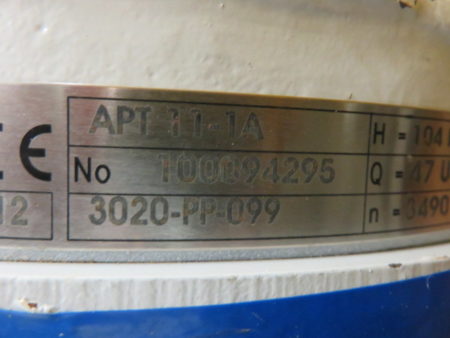 APT 11-1A H = 104
CE No 100094295 Q = 47 U
12 3020-PP-099 n = 3490